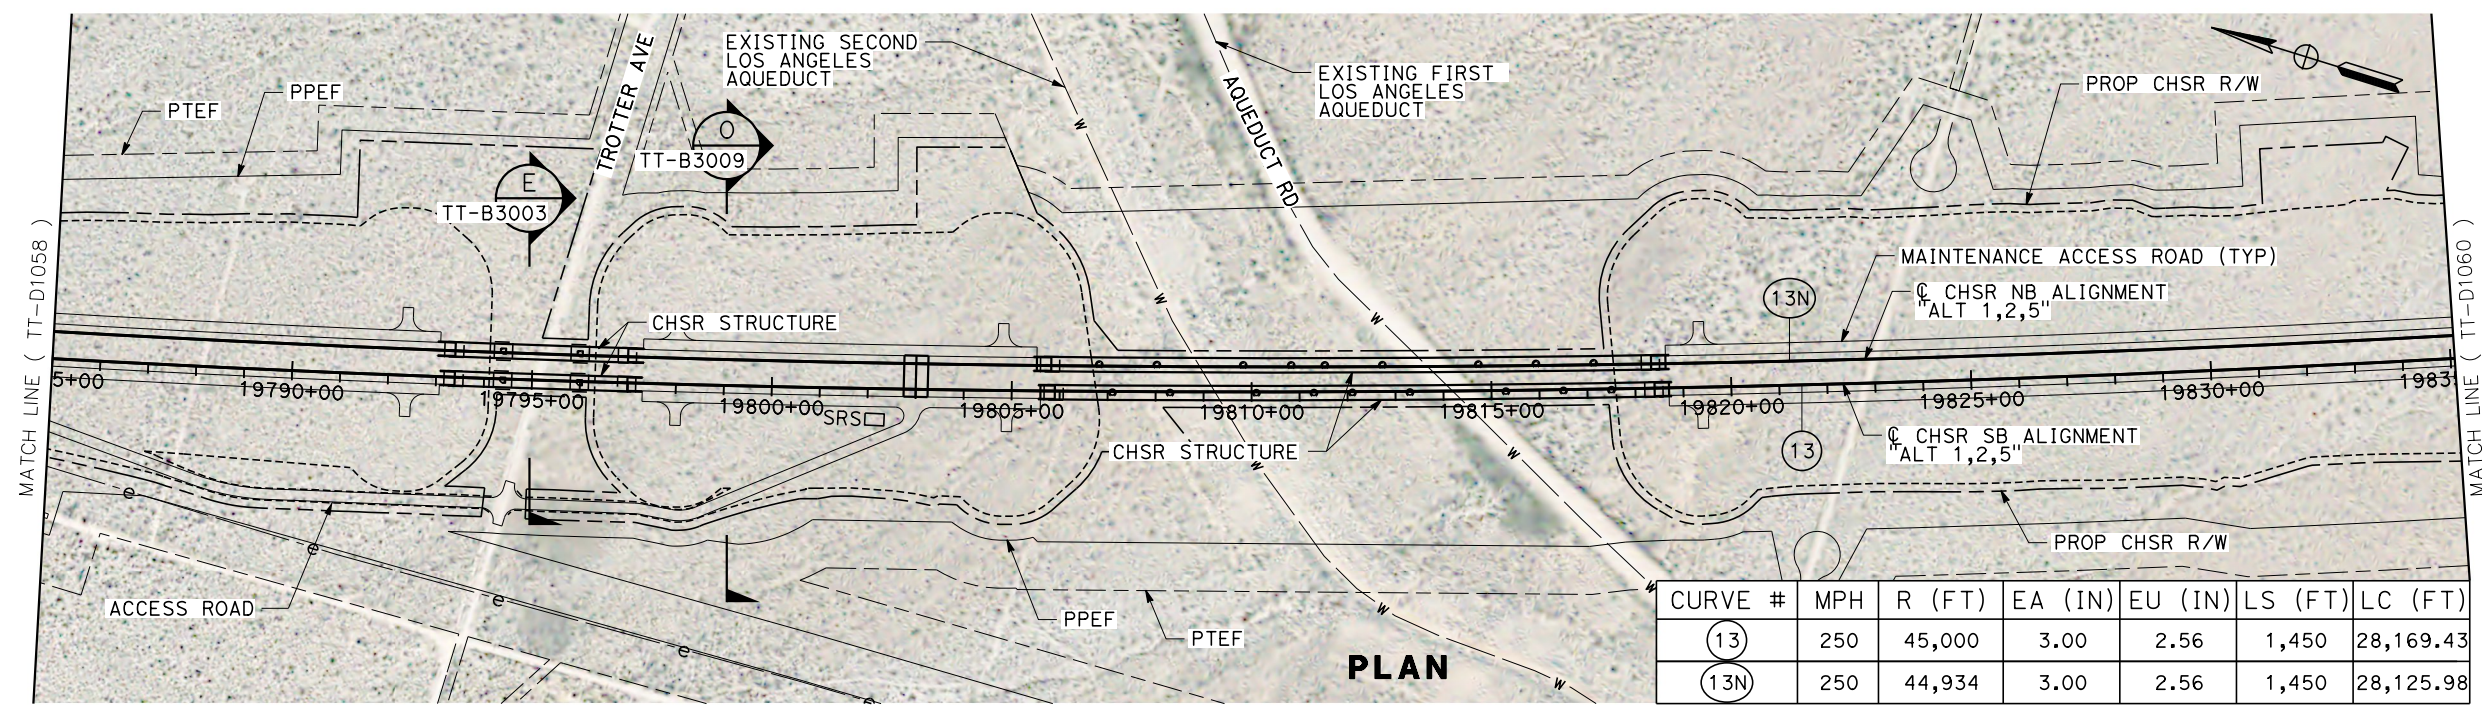 EXISTING SECOND
LOS ANGELES
AQUEDUCT
TROTTER AVE
EXISTING FIRST
LOS ANGELES
AQUEDUCT
AQUEDUCT RD
PROP CHSR R/W
PPEF
PTEF
O
TT-B3009
E
TT-B3003
MATCH LINE ( TT-D1058 )
MATCH LINE ( TT-D1060 )
MAINTENANCE ACCESS ROAD (TYP)
℄ CHSR NB ALIGNMENT
"ALT 1,2,5"
13N
CHSR STRUCTURE
5+00
19790+00
19795+00
19800+00
19805+00
19810+00
19815+00
19820+00
19825+00
19830+00
1983
SRS
℄ CHSR SB ALIGNMENT
"ALT 1,2,5"
13
CHSR STRUCTURE
w
w
w
w
w
w
w
w
w
e
e
e
e
e
PROP CHSR R/W
ACCESS ROAD
PPEF
PTEF
PLAN
CURVE # MPH R (FT) EA (IN) EU (IN) LS (FT) LC (FT)
13 250 45,000 3.00 2.56 1,450 28,169.43
13N 250 44,934 3.00 2.56 1,450 28,125.98